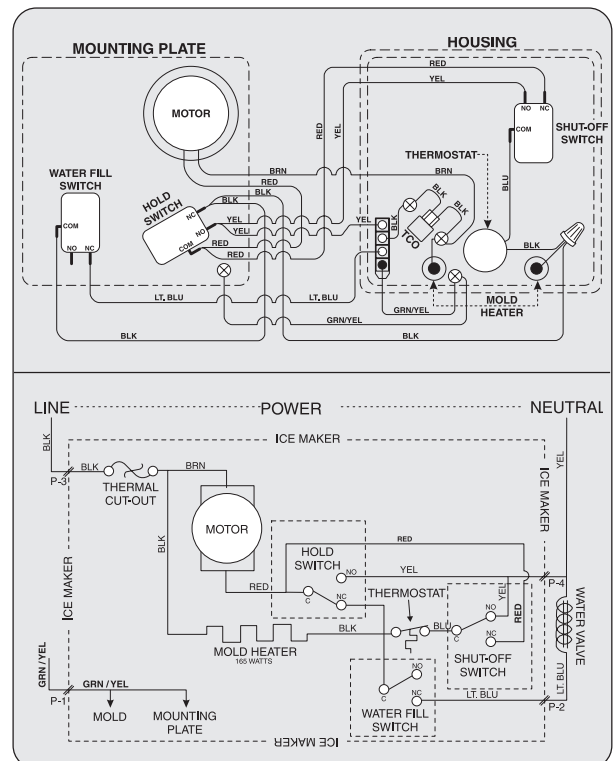 MOUNTING PLATE
HOUSING
RED
YEL
MOTOR
RED
YEL
NO
NC
COM
SHUT-OFF
SWITCH
THERMOSTAT
BRN
BRN
WATER FILL
SWITCH
RED
BLK
BLK
HOLD
SWITCH
NC
NO
COM
COM
NO
NC
YEL
YEL
YEL
RED
RED
BLK
BLK
BLK
TCO
BLU
BLK
LT. BLU
LT. BLU
GRN/YEL
GRN/YEL
MOLD
HEATER
BLK
BLK
LINE
POWER
NEUTRAL
BLK
ICE MAKER
YEL
P-3
BLK
BRN
THERMAL
CUT-OUT
ICE MAKER
MOTOR
BLK
RED
HOLD
SWITCH
RED
NO
YEL
P-4
C
NC
THERMOSTAT
YEL
RED
ICE MAKER
BLK
BLU
C
NO
NC
MOLD HEATER
165 WATTS
SHUT-OFF
SWITCH
WATER VALVE
GRN / YEL
GRN / YEL
P-1
MOLD
MOUNTING
PLATE
NO
C
NC
LT. BLU
P-2
LT. BLU
WATER FILL
SWITCH
ICE MAKER